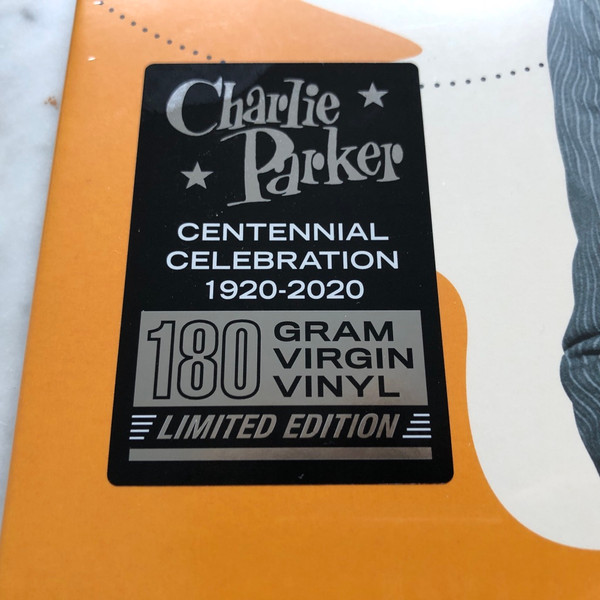 Charlie
Parker
CENTENNIAL
CELEBRATION
1920-2020
180 GRAM
VIRGIN
VINYL
LIMITED EDITION